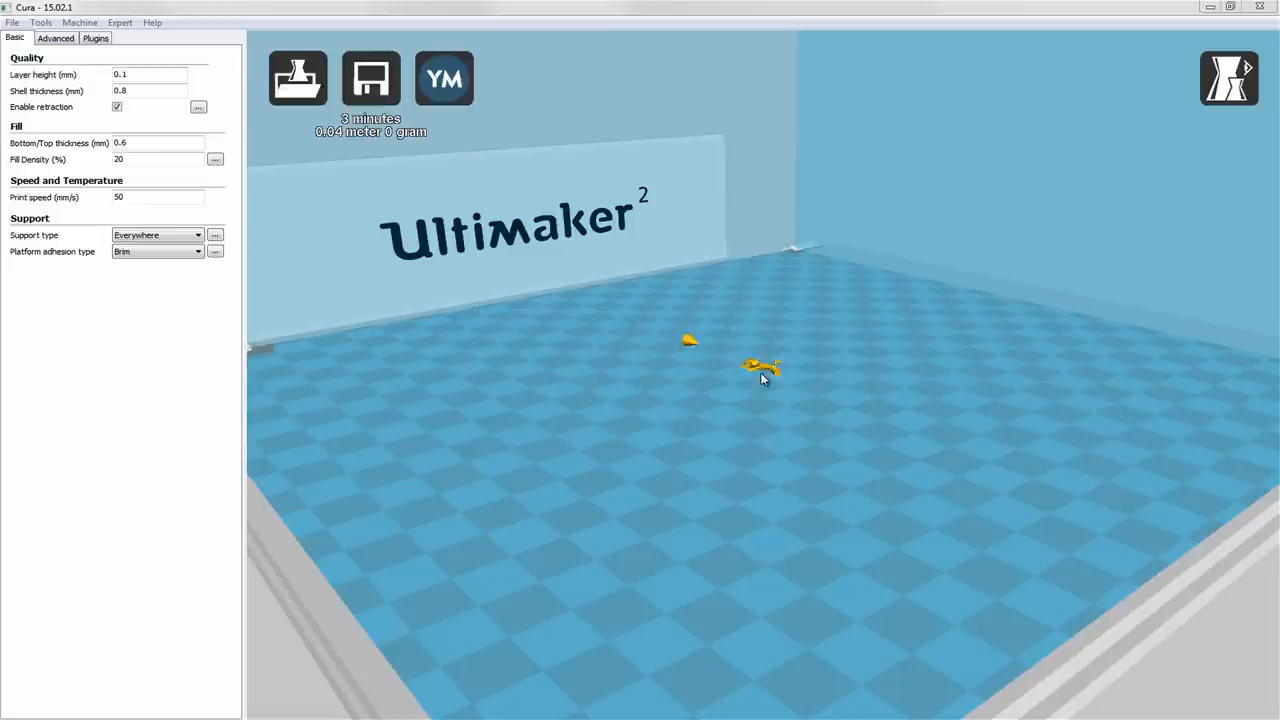 Cura - 15.02.1
File Tools Machine Expert Help
Basic Advanced Plugins
Quality
Layer height (mm) 0.1
Shell thickness (mm) 0.8
Enable retraction ...
Fill
Bottom/Top thickness (mm) 0.6
Fill Density (%) 20 ...
Speed and Temperature
Print speed (mm/s) 50
Support
Support type Everywhere ...
Platform adhesion type Brim ...
YM
3 minutes
0.04 meter 0 gram
Ultimaker2